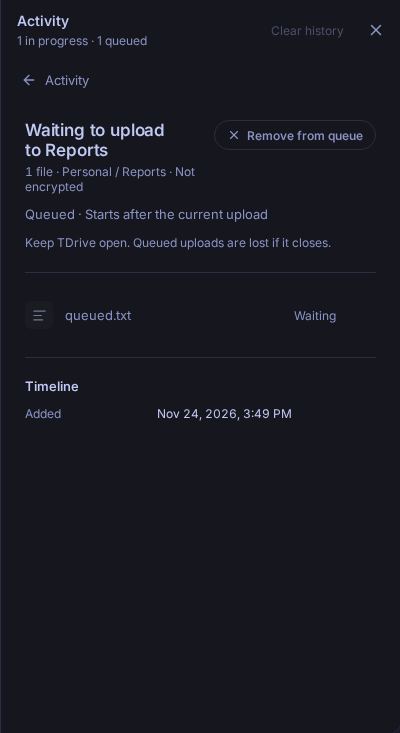 Activity
1 in progress · 1 queued
Clear history
Activity
Waiting to upload
to Reports
Remove from queue
1 file · Personal / Reports · Not
encrypted
Queued · Starts after the current upload
Keep TDrive open. Queued uploads are lost if it closes.
queued.txt
Waiting
Timeline
Added
Nov 24, 2026, 3:49 PM